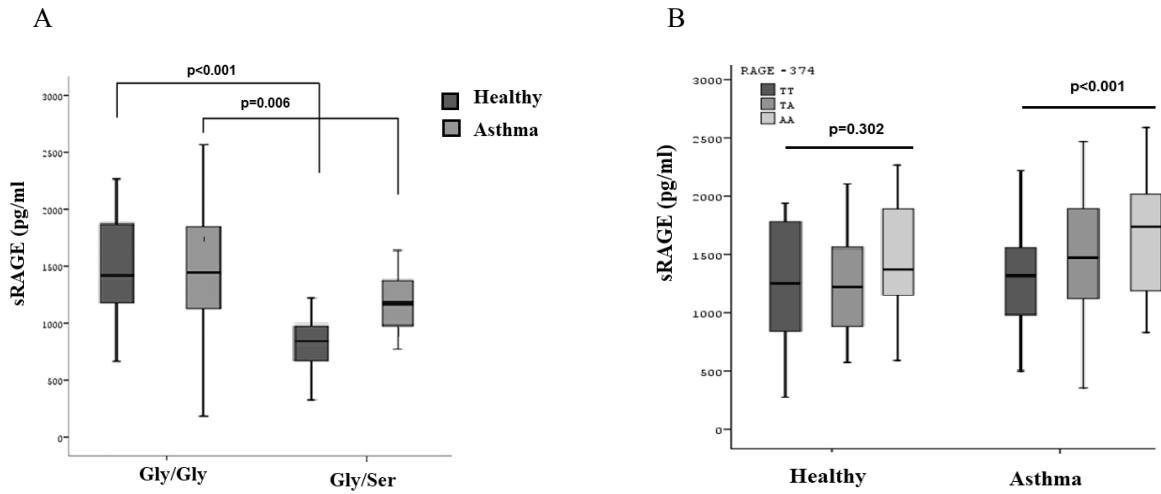 A
p<0.001
p=0.006
Healthy
Asthma
3000
2500
2000
1500
1000
500
0
sRAGE (pg/ml
Gly/Gly
Gly/Ser
B
RAGE -374
TT
TA
AA
p=0.302
p<0.001
3000
2500
2000
1500
1000
500
0
sRAGE (pg/ml)
Healthy
Asthma